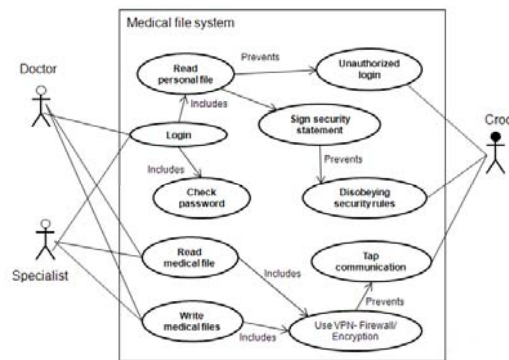 Medical file system
Doctor
Read
personal file
Prevents
Unauthorized
login
Includes
Login
Sign security
statement
Includes
Prevents
Check
password
Disobeying
security rules
Specialist
Read
medical file
Includes
Tap
communication
Prevents
Write
medical files
Includes
Use VPN- Firewall/
Encryption